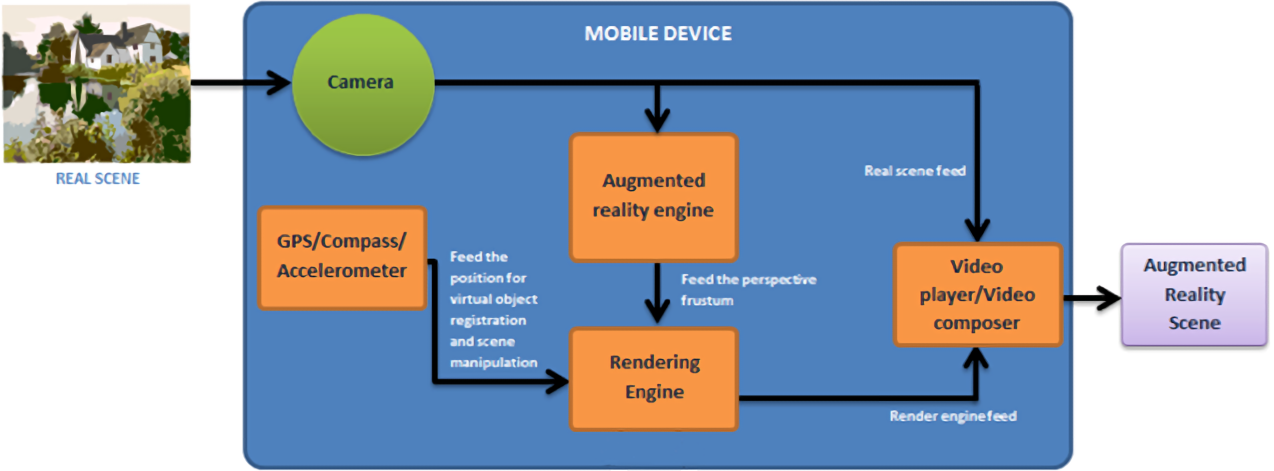 MOBILE DEVICE
Camera
REAL SCENE
Augmented
reality engine
Real scene feed
GPS/Compass/
Accelerometer
Feed the
position for
virtual object
registration
and scene
manipulation
Feed the perspective
frustum
Video
player/Video
composer
Augmented
Reality
Scene
Rendering
Engine
Render engine feed